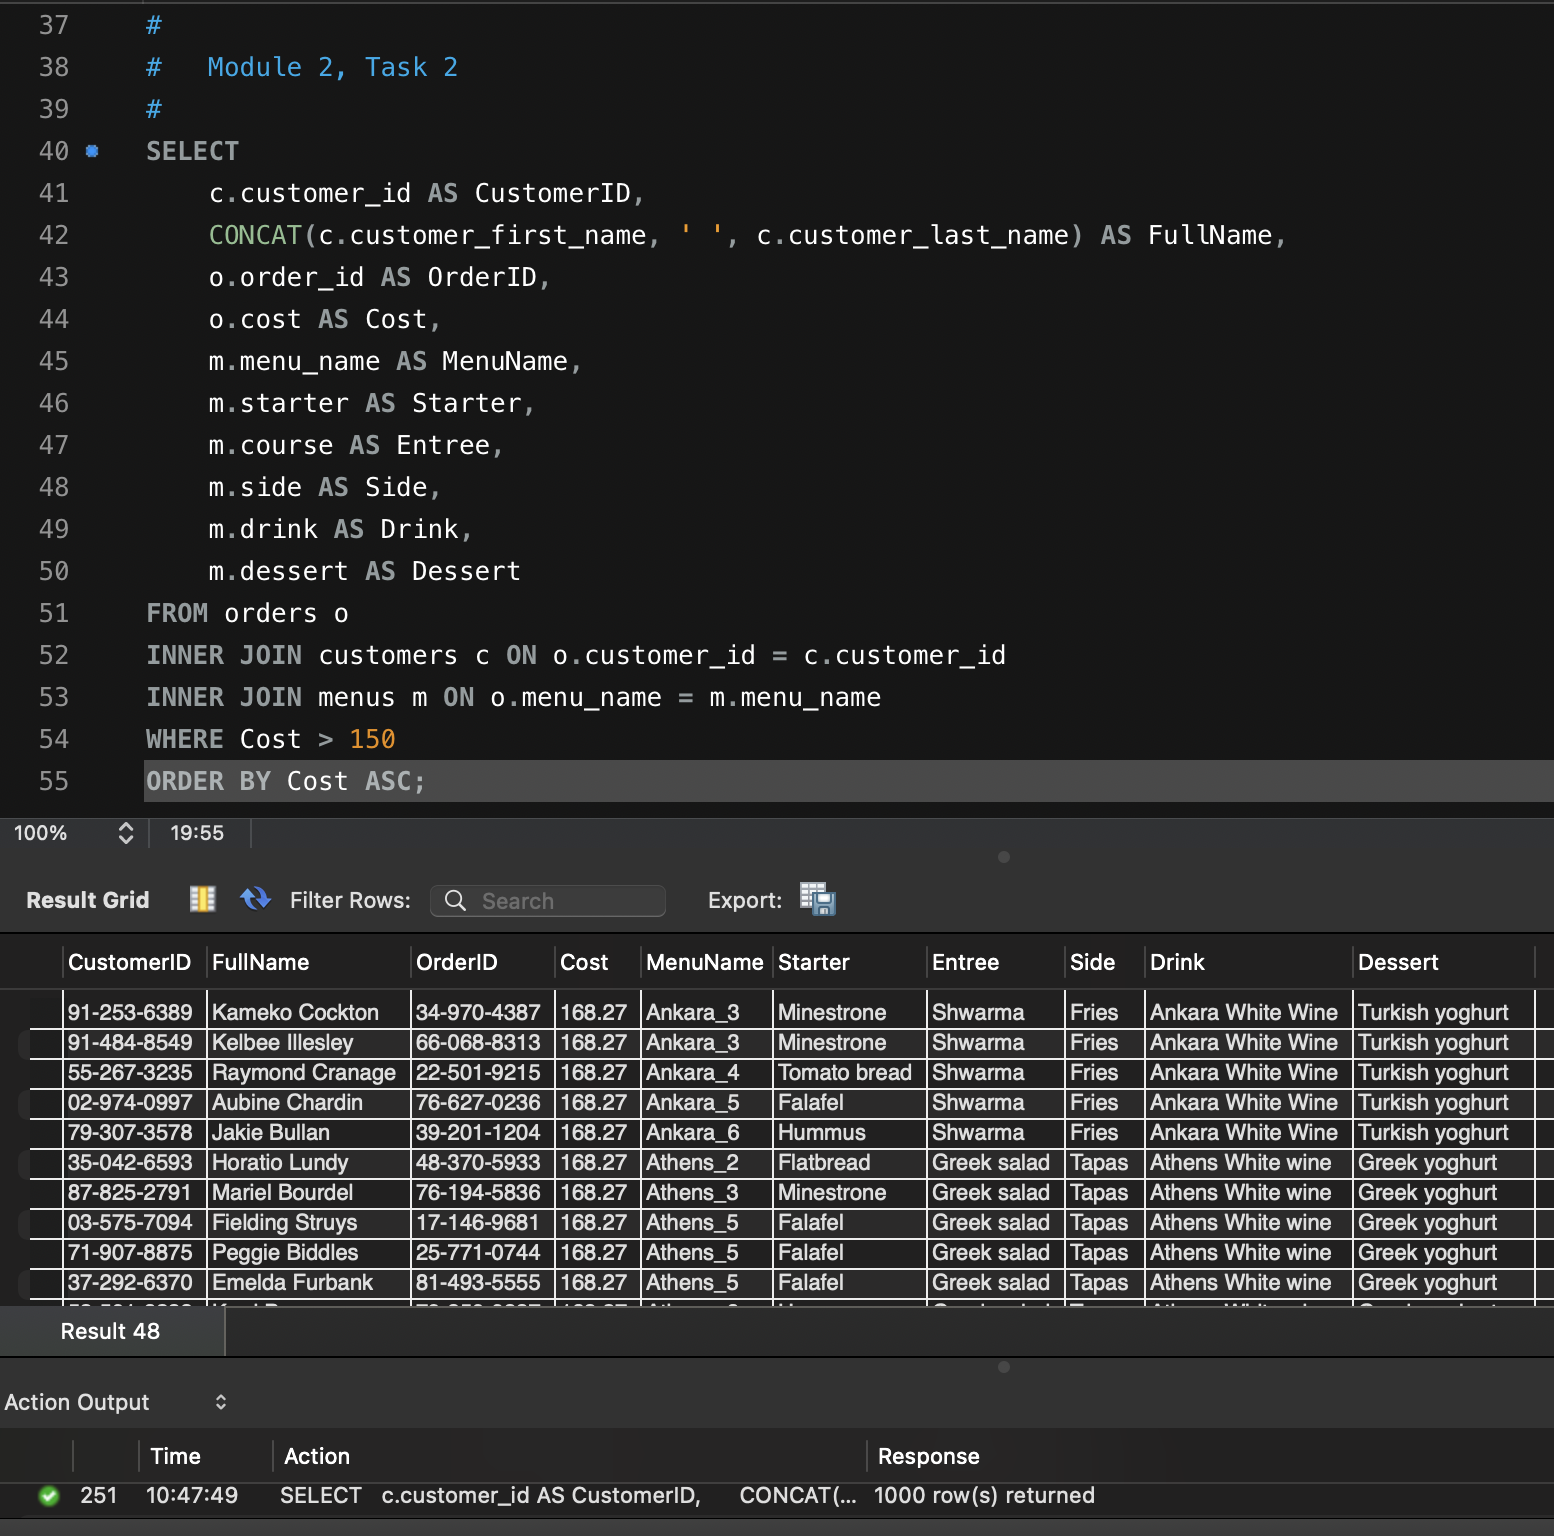 37 #
38 # Module 2, Task 2
39 #
40 SELECT
41 c.customer_id AS CustomerID,
42 CONCAT(c.customer_first_name, ' ', c.customer_last_name) AS FullName,
43 o.order_id AS OrderID,
44 o.cost AS Cost,
45 m.menu_name AS MenuName,
46 m.starter AS Starter,
47 m.course AS Entree,
48 m.side AS Side,
49 m.drink AS Drink,
50 m.dessert AS Dessert
51 FROM orders o
52 INNER JOIN customers c ON o.customer_id = c.customer_id
53 INNER JOIN menus m ON o.menu_name = m.menu_name
54 WHERE Cost > 150
55 ORDER BY Cost ASC;
100% 19:55
Result Grid Filter Rows: Search Export:
CustomerID FullName OrderID Cost MenuName Starter Entree Side Drink Dessert
91-253-6389 Kameko Cockton 34-970-4387 168.27 Ankara_3 Minestrone Shwarma Fries Ankara White Wine Turkish yoghurt
91-484-8549 Kelbee Illesley 66-068-8313 168.27 Ankara_3 Minestrone Shwarma Fries Ankara White Wine Turkish yoghurt
55-267-3235 Raymond Cranage 22-501-9215 168.27 Ankara_4 Tomato bread Shwarma Fries Ankara White Wine Turkish yoghurt
02-974-0997 Aubine Chardin 76-627-0236 168.27 Ankara_5 Falafel Shwarma Fries Ankara White Wine Turkish yoghurt
79-307-3578 Jakie Bullan 39-201-1204 168.27 Ankara_6 Hummus Shwarma Fries Ankara White Wine Turkish yoghurt
35-042-6593 Horatio Lundy 48-370-5933 168.27 Athens_2 Flatbread Greek salad Tapas Athens White wine Greek yoghurt
87-825-2791 Mariel Bourdel 76-194-5836 168.27 Athens_3 Minestrone Greek salad Tapas Athens White wine Greek yoghurt
03-575-7094 Fielding Struys 17-146-9681 168.27 Athens_5 Falafel Greek salad Tapas Athens White wine Greek yoghurt
71-907-8875 Peggie Biddles 25-771-0744 168.27 Athens_5 Falafel Greek salad Tapas Athens White wine Greek yoghurt
37-292-6370 Emelda Furbank 81-493-5555 168.27 Athens_5 Falafel Greek salad Tapas Athens White wine Greek yoghurt
Result 48
Action Output
Time Action Response
251 10:47:49 SELECT c.customer_id AS CustomerID, CONCAT(... 1000 row(s) returned